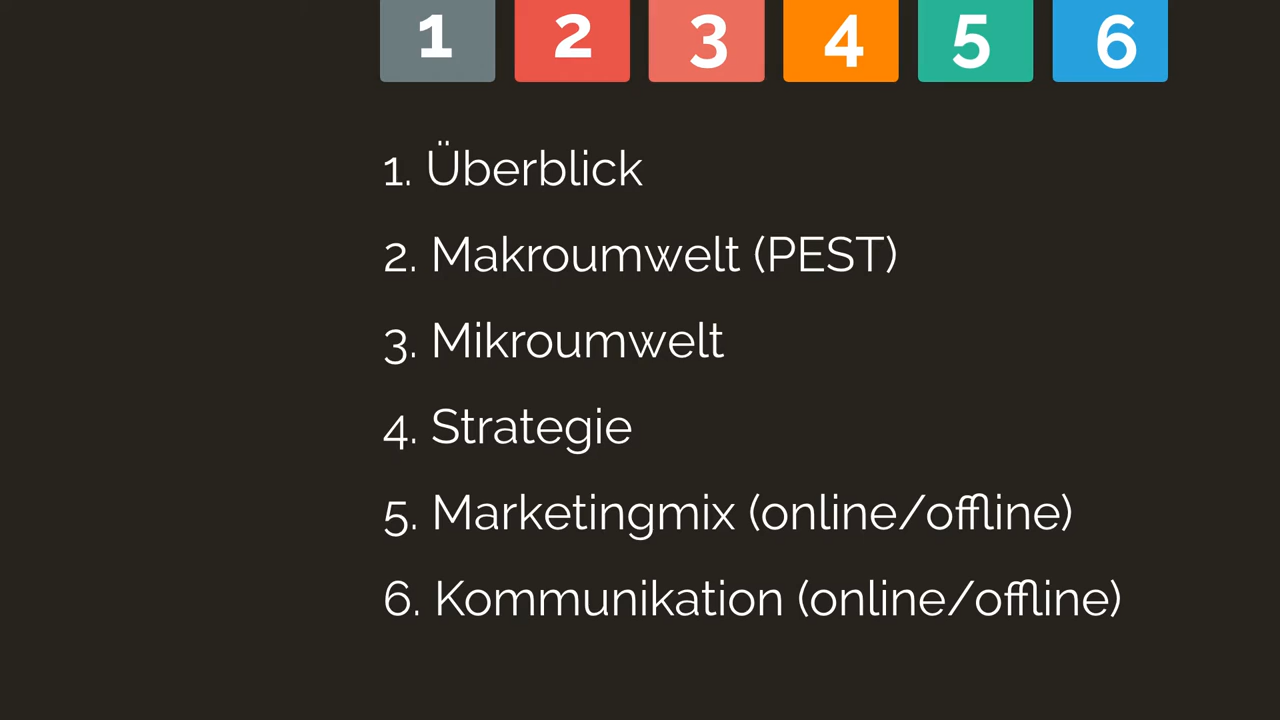 1 2 3 4 5 6
1. Überblick
2. Makroumwelt (PEST)
3. Mikroumwelt
4. Strategie
5. Marketingmix (online/offline)
6. Kommunikation (online/offline)